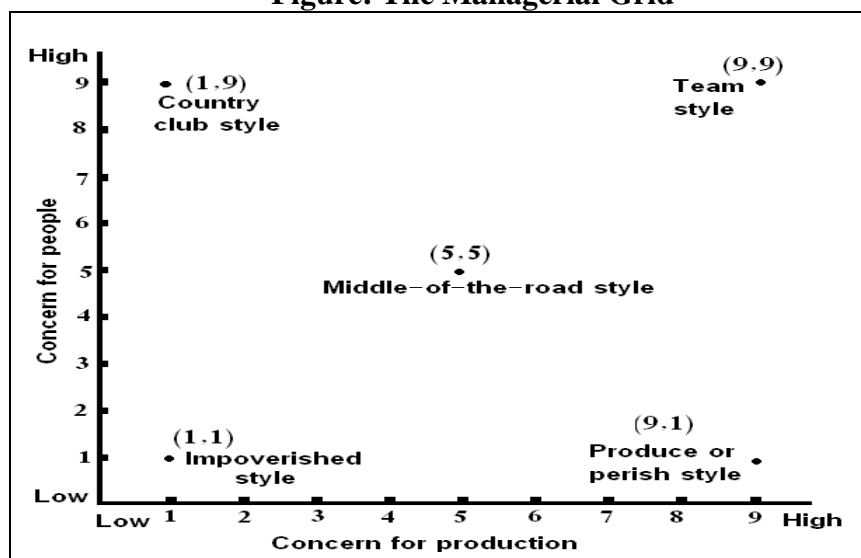 Figure: The Managerial Grid
High
9
(1,9)
Country
club style
(9,9)
Team
style
8
7
6
Concern for people
5
(5,5)
Middle-of-the-road style
4
3
2
1
(1,1)
Impoverished
style
(9,1)
Produce or
perish style
Low
Low 1 2 3 4 5 6 7 8 9 High
Concern for production